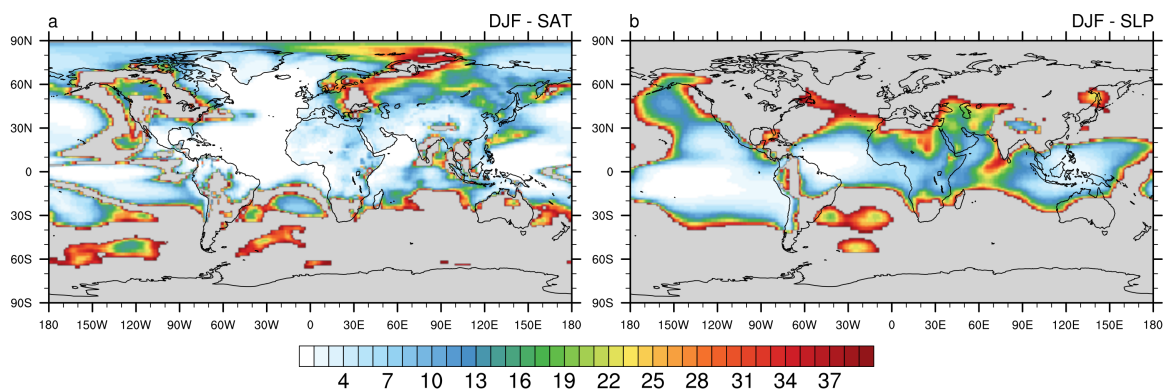 a DJF - SAT b DJF - SLP
90N 90N
60N 60N
30N 30N
0 0
30S 30S
60S 60S
90S 90S
180 150W 120W 90W 60W 30W 0 30E 60E 90E 120E 150E 180 180 150W 120W 90W 60W 30W 0 30E 60E 90E 120E 150E 180
4 7 10 13 16 19 22 25 28 31 34 37